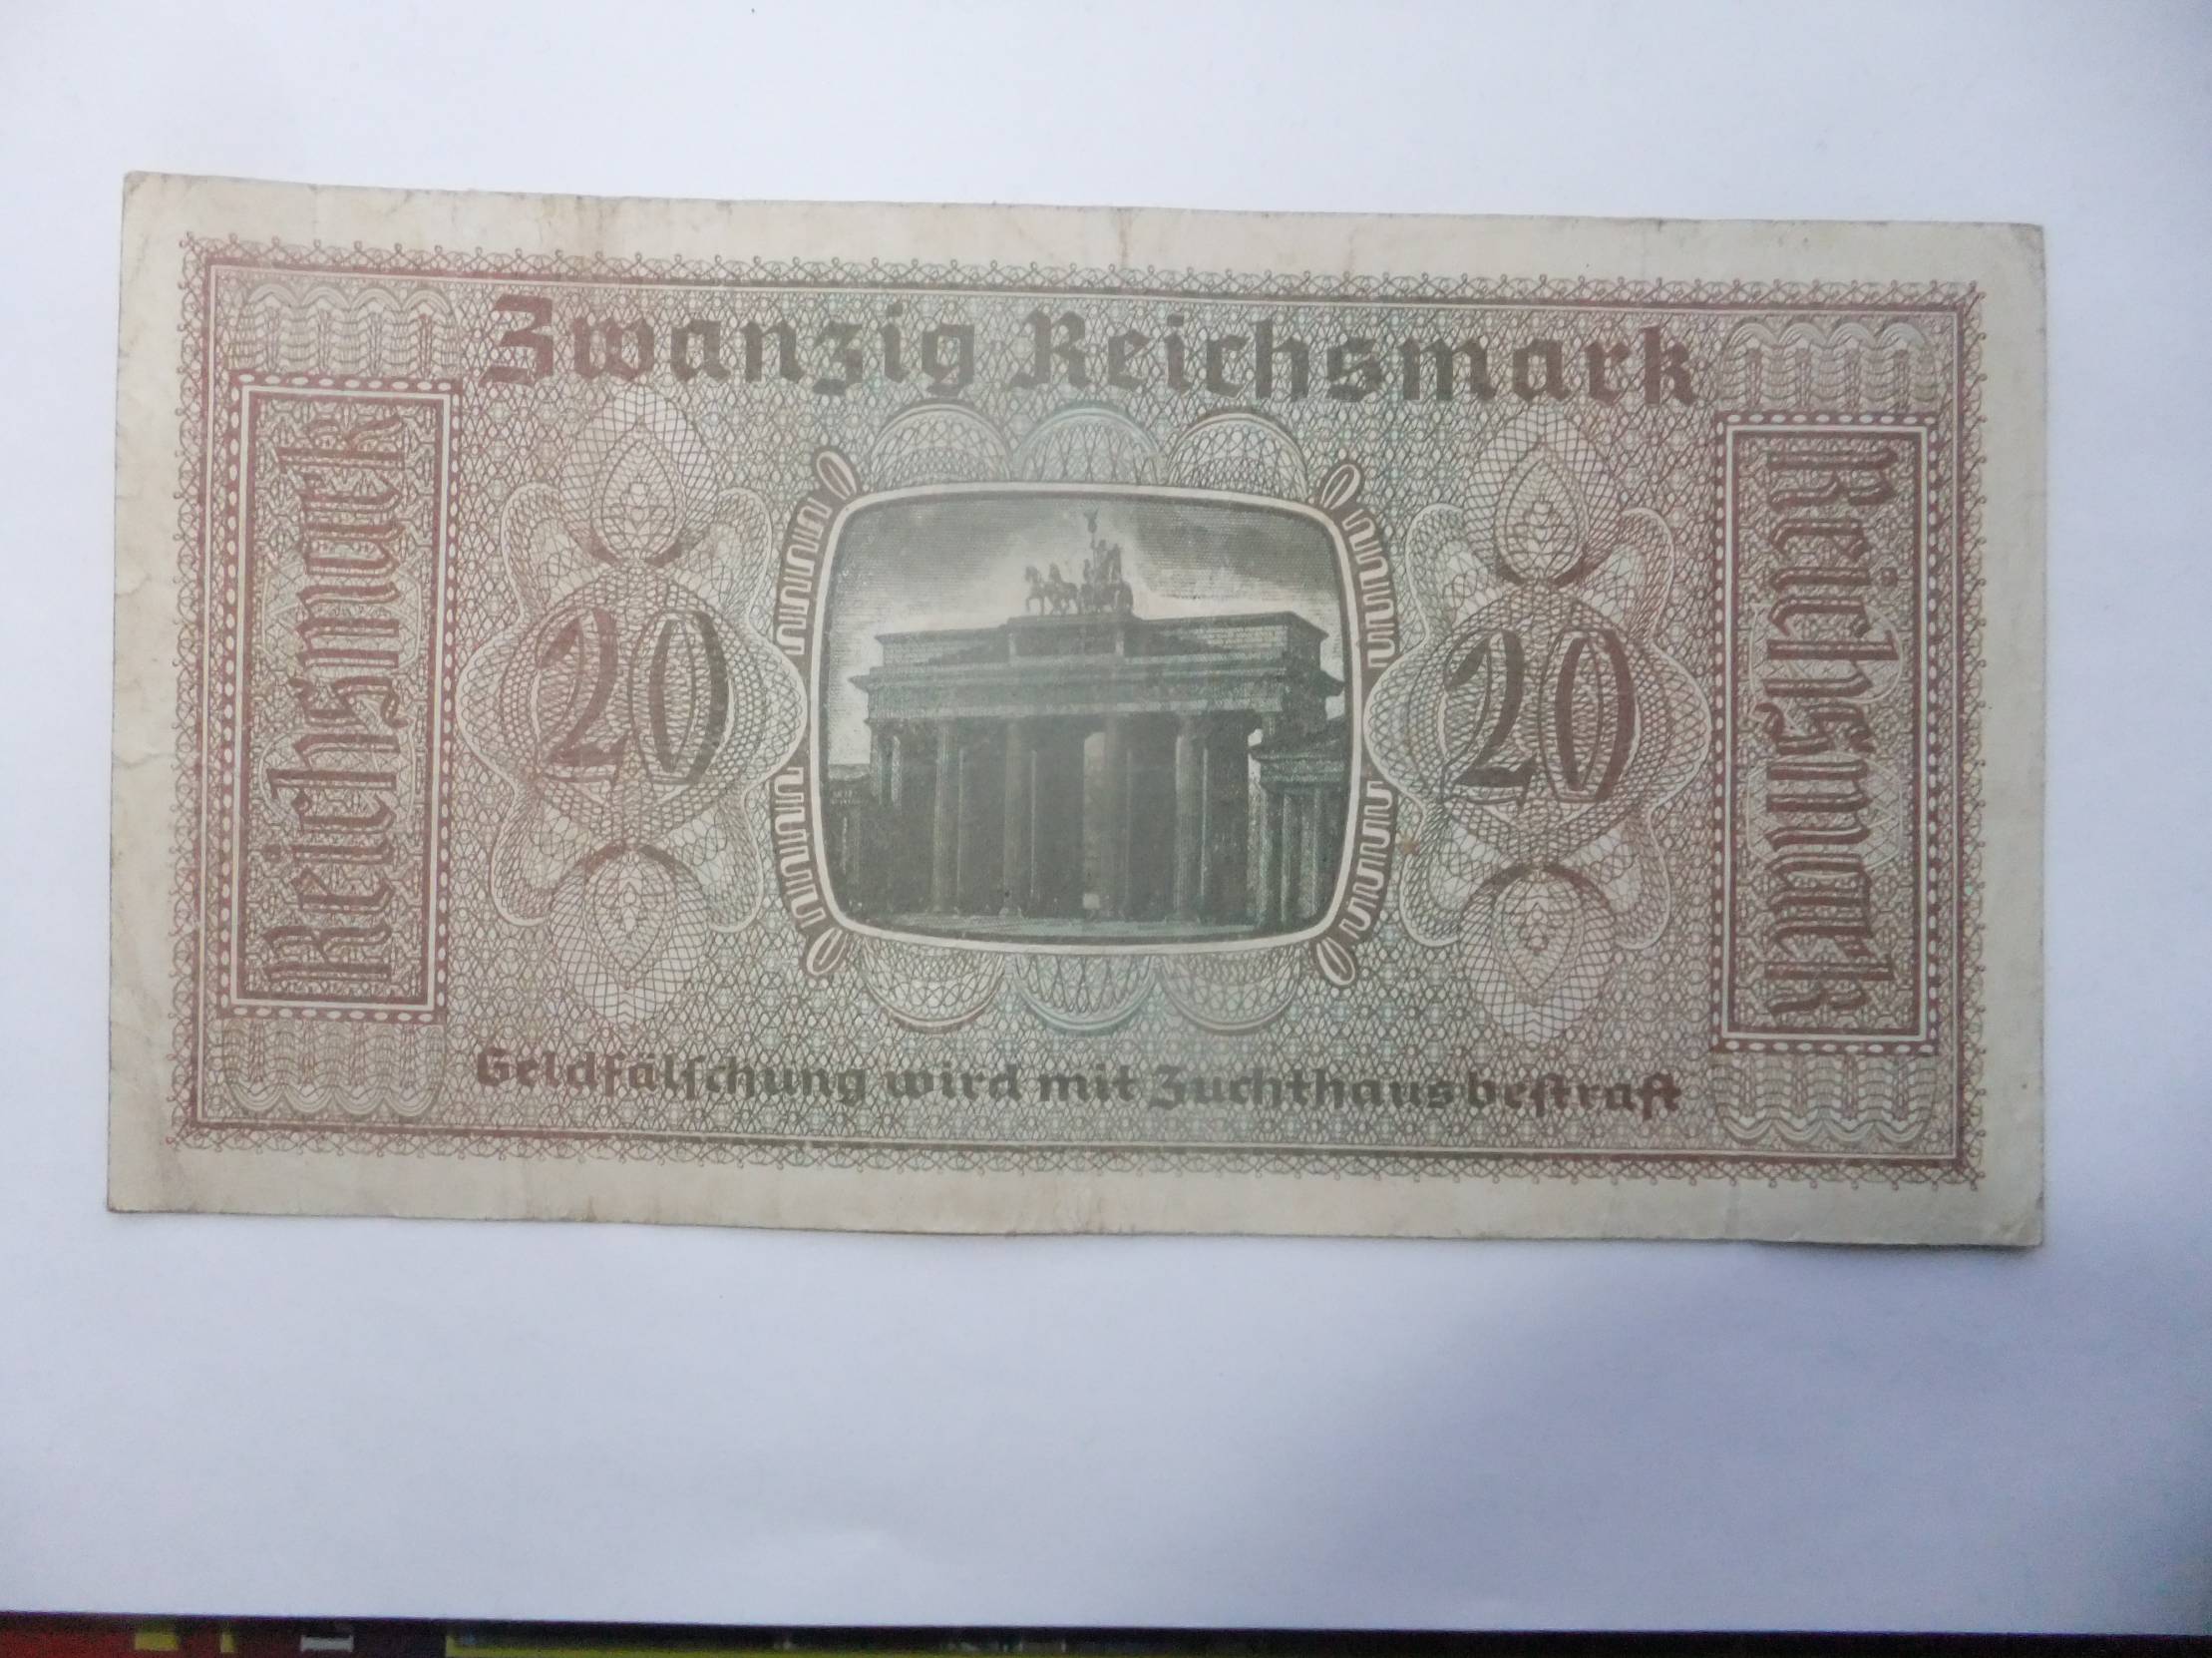 Zwanzig Reichsmark
Reichsmark
20
20
Reichsmark
Geldfälschung wird mit Zuchthaus bestraft